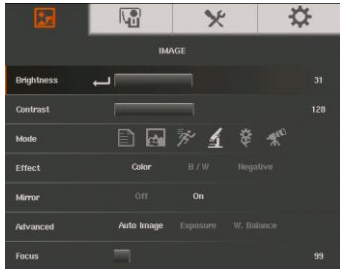 IMAGE
Brightness 31
Contrast 128
Mode
Effect Color B / W Negative
Mirror Off On
Advanced Auto Image Exposure W. Balance
Focus 99